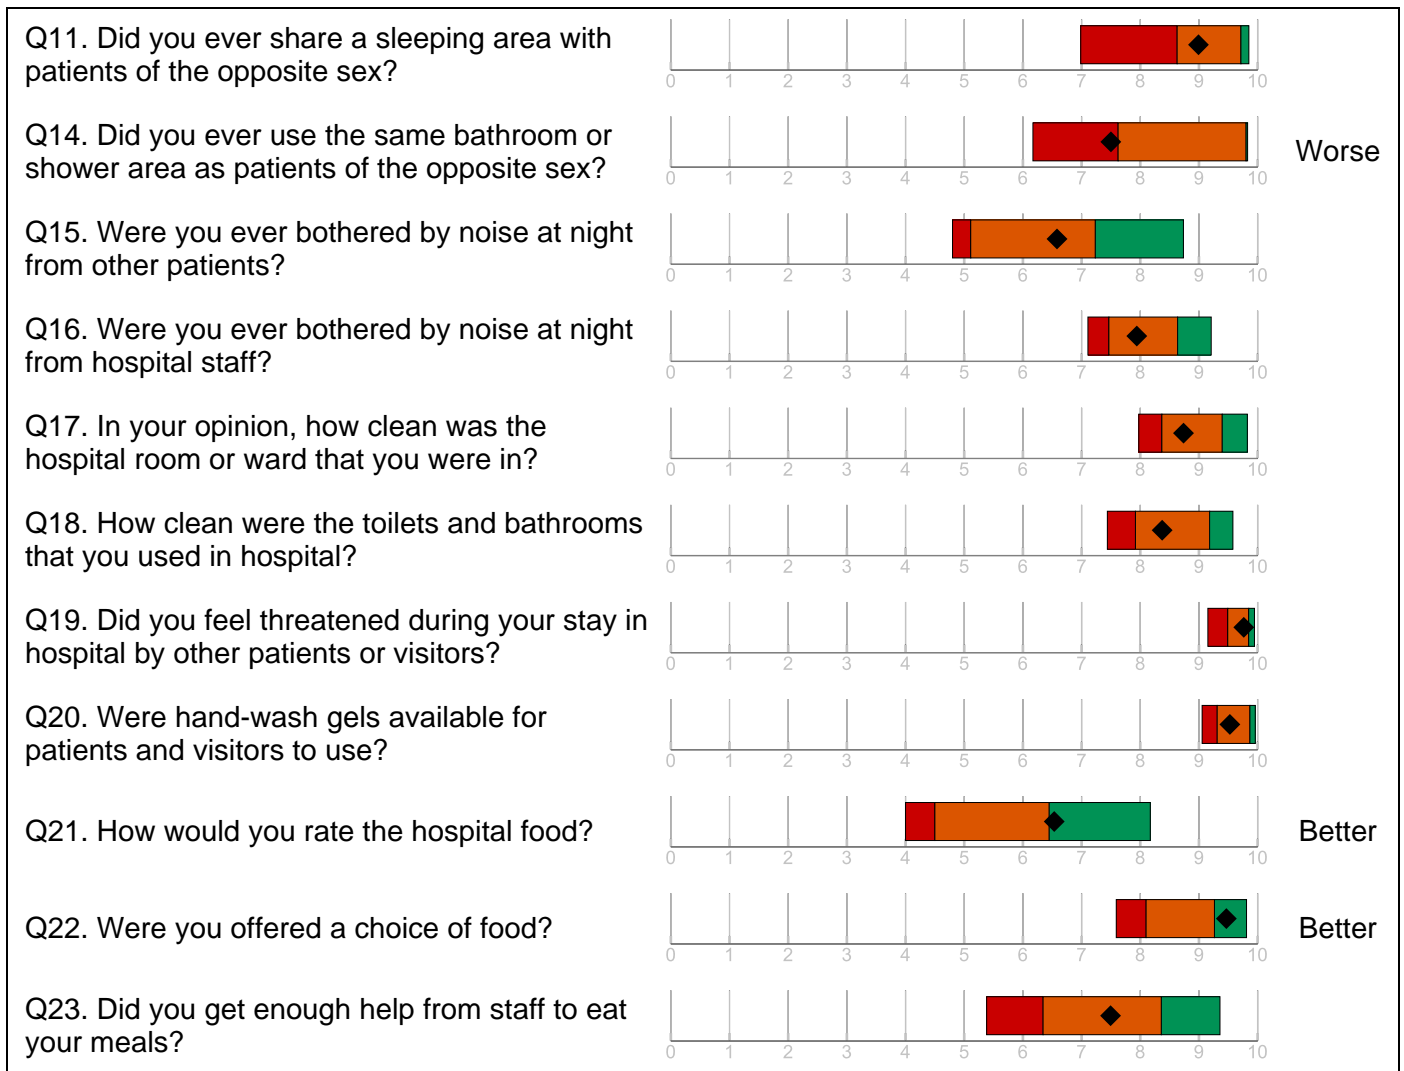 Q11. Did you ever share a sleeping area with
patients of the opposite sex?
0 1 2 3 4 5 6 7 8 9 10
Q14. Did you ever use the same bathroom or
shower area as patients of the opposite sex?
Worse
0 1 2 3 4 5 6 7 8 9 10
Q15. Were you ever bothered by noise at night
from other patients?
0 1 2 3 4 5 6 7 8 9 10
Q16. Were you ever bothered by noise at night
from hospital staff?
0 1 2 3 4 5 6 7 8 9 10
Q17. In your opinion, how clean was the
hospital room or ward that you were in?
0 1 2 3 4 5 6 7 8 9 10
Q18. How clean were the toilets and bathrooms
that you used in hospital?
0 1 2 3 4 5 6 7 8 9 10
Q19. Did you feel threatened during your stay in
hospital by other patients or visitors?
0 1 2 3 4 5 6 7 8 9 10
Q20. Were hand-wash gels available for
patients and visitors to use?
0 1 2 3 4 5 6 7 8 9 10
Q21. How would you rate the hospital food?
Better
0 1 2 3 4 5 6 7 8 9 10
Q22. Were you offered a choice of food?
Better
0 1 2 3 4 5 6 7 8 9 10
Q23. Did you get enough help from staff to eat
your meals?
0 1 2 3 4 5 6 7 8 9 10